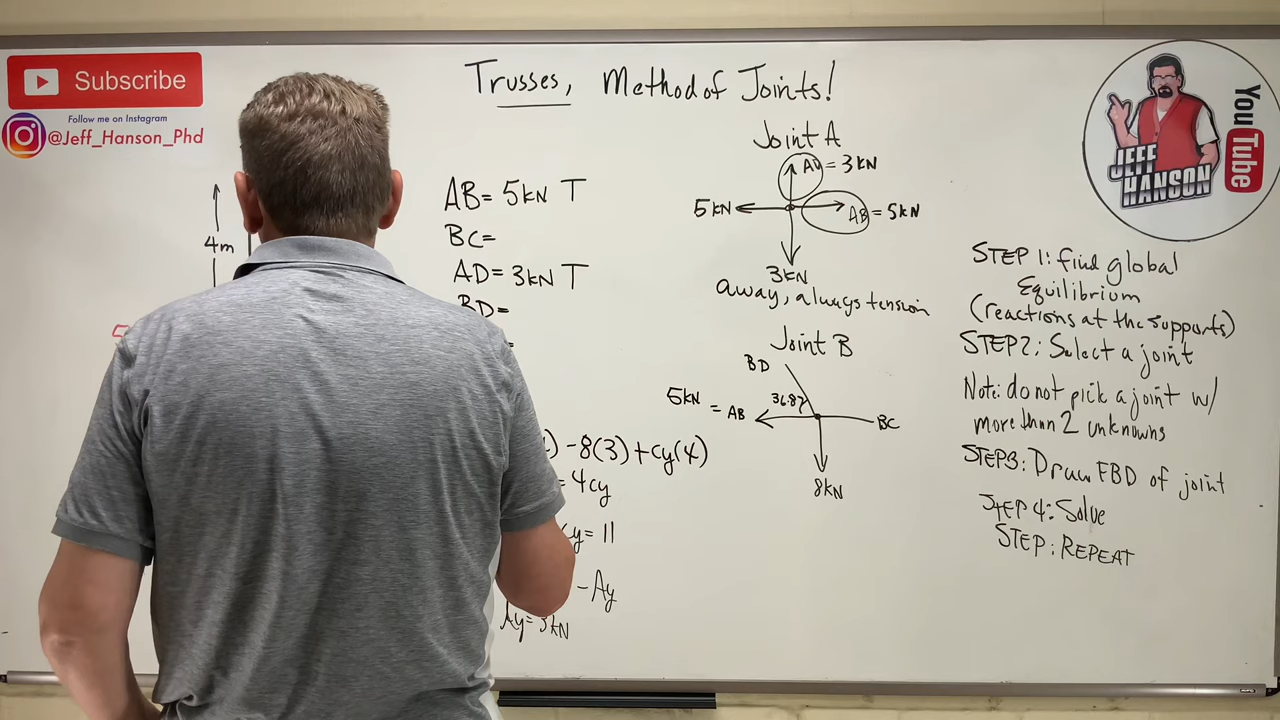 Subscribe
Follow me on Instagram
@Jeff_Hanson_Phd
Trusses, Method of Joints!
4m
AB= 5kN T
BC=
AD= 3kN T
BD=
-8(3)+Cy(4)
= 4Cy
Cy= 11
- Ay
Ay= 3kN
Joint A
AD = 3kN
5kN
AB = 5kN
3kN
away, always tension
Joint B
BD
36.87
5kN = AB
BC
8kN
JEFF HANSON
YouTube
STEP 1: find global
Equilibrium
(reactions at the supports)
STEP2: Select a joint
Note: do not pick a joint w/
more than 2 unknowns
STEP3: Draw FBD of joint
STEP 4: Solve
STEP: REPEAT